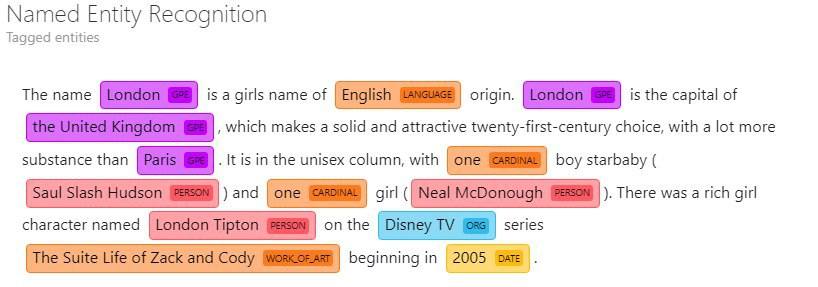 Named Entity Recognition
Tagged entities
The name London GPE is a girls name of English LANGUAGE origin. London GPE is the capital of
the United Kingdom GPE , which makes a solid and attractive twenty-first-century choice, with a lot more
substance than Paris GPE . It is in the unisex column, with one CARDINAL boy starbaby (
Saul Slash Hudson PERSON ) and one CARDINAL girl ( Neal McDonough PERSON ). There was a rich girl
character named London Tipton PERSON on the Disney TV ORG series
The Suite Life of Zack and Cody WORK_OF_ART beginning in 2005 DATE .